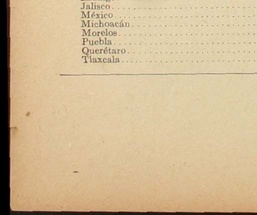 Jalisco
México
Michoacán
Morelos
Puebla
Querétaro
Tlaxcala